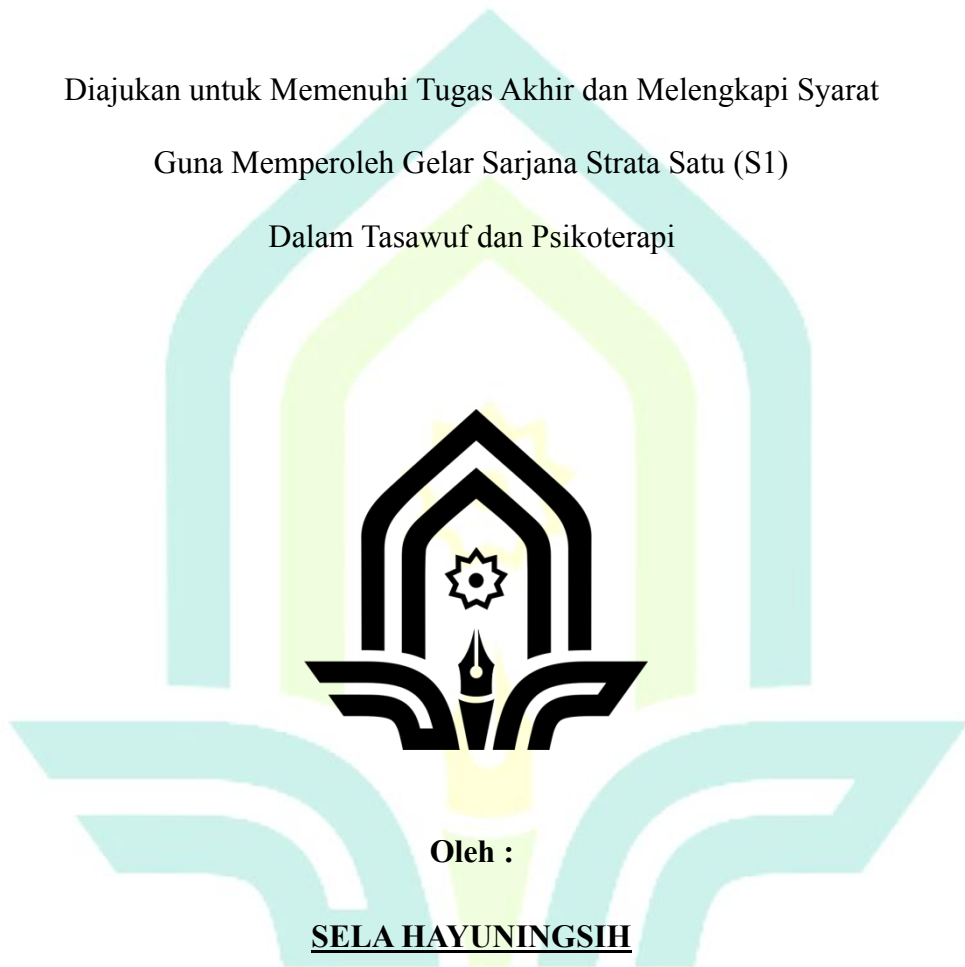 Diajukan untuk Memenuhi Tugas Akhir dan Melengkapi Syarat
Guna Memperoleh Gelar Sarjana Strata Satu (S1)
Dalam Tasawuf dan Psikoterapi
Oleh :
SELA HAYUNINGSIH